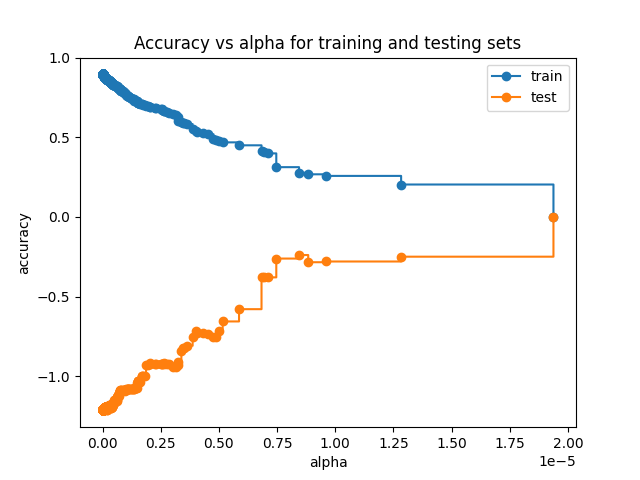 Accuracy vs alpha for training and testing sets
train
test
accuracy
1.0
0.5
0.0
−0.5
−1.0
0.00 0.25 0.50 0.75 1.00 1.25 1.50 1.75 2.00
1e−5
alpha